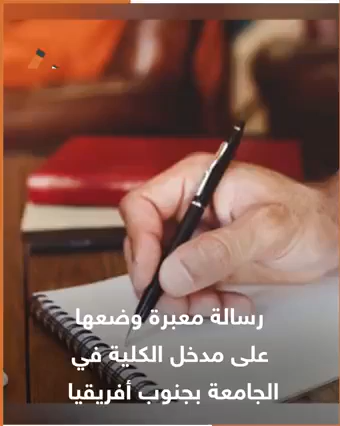 رسالة معبرة وضعها
على مدخل الكلية في
الجامعة بجنوب أفريقيا